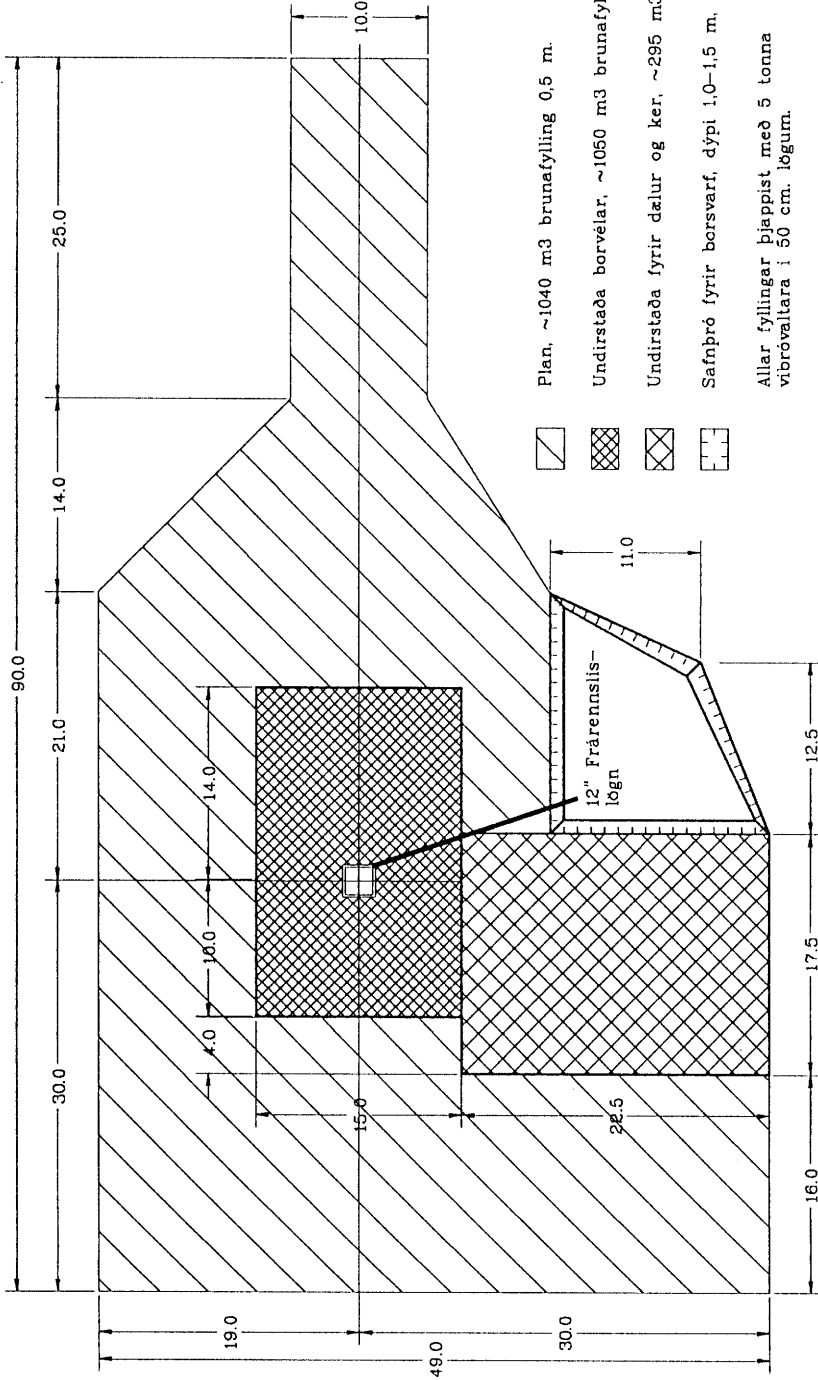 90.0
25.0
14.0
21.0
30.0
10.0
14.0
10.0
4.0
15.0
22.5
19.0
49.0
30.0
11.0
12" Frárennslis-
lögn
12.5
17.5
16.0
Plan, ~1040 m3 brunafylling 0,5 m.
Undirstaða borvélar, ~1050 m3 brunafyl
Undirstaða fyrir dælur og ker, ~295 m3
Safnþró fyrir borsvarf, dýpi 1,0-1,5 m,
Allar fyllingar þjappist með 5 tonna
vibróvaltara í 50 cm. lögum.